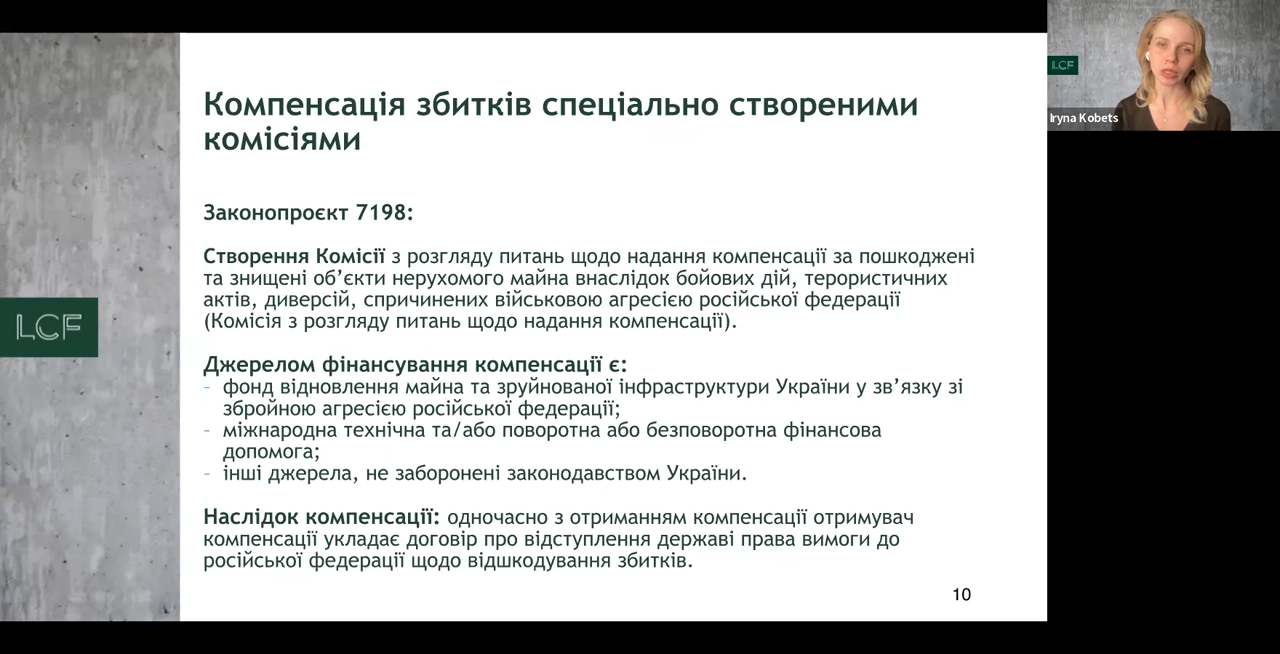 LCF
Iryna Kobets
Компенсація збитків спеціально створеними
комісіями
Законопроєкт 7198:
Створення Комісії з розгляду питань щодо надання компенсації за пошкоджені
та знищені об’єкти нерухомого майна внаслідок бойових дій, терористичних
актів, диверсій, спричинених військовою агресією російської федерації
(Комісія з розгляду питань щодо надання компенсації).
Джерелом фінансування компенсації є:
- фонд відновлення майна та зруйнованої інфраструктури України у зв’язку зі
збройною агресією російської федерації;
- міжнародна технічна та/або поворотна або безповоротна фінансова
допомога;
- інші джерела, не заборонені законодавством України.
LCF
Наслідок компенсації: одночасно з отриманням компенсації отримувач
компенсації укладає договір про відступлення державі права вимоги до
російської федерації щодо відшкодування збитків.
10